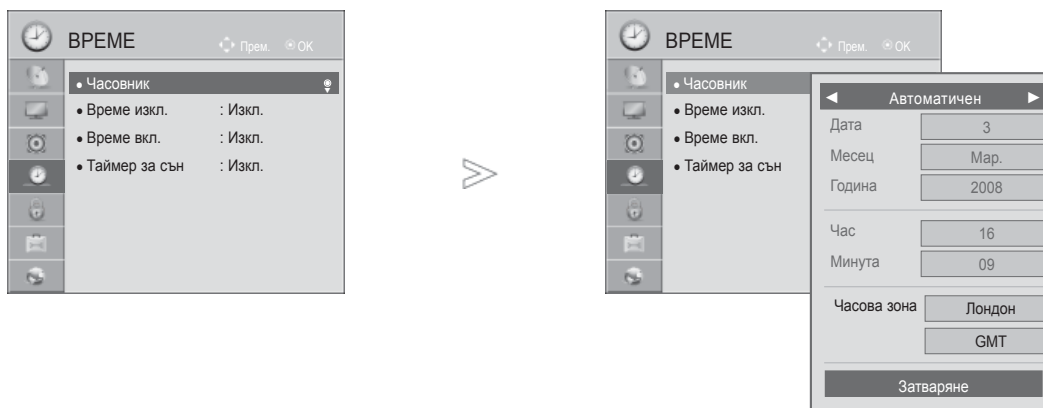 ВРЕМЕ
Прем. OK
• Часовник
• Време изкл. : Изкл.
• Време вкл. : Изкл.
• Таймер за сън : Изкл.
ВРЕМЕ
Прем. OK
• Часовник
• Време изкл.
• Време вкл.
• Таймер за сън
◄ Автоматичен ►
Дата 3
Месец Мар.
Година 2008
Час 16
Минута 09
Часова зона Лондон
GMT
Затваряне